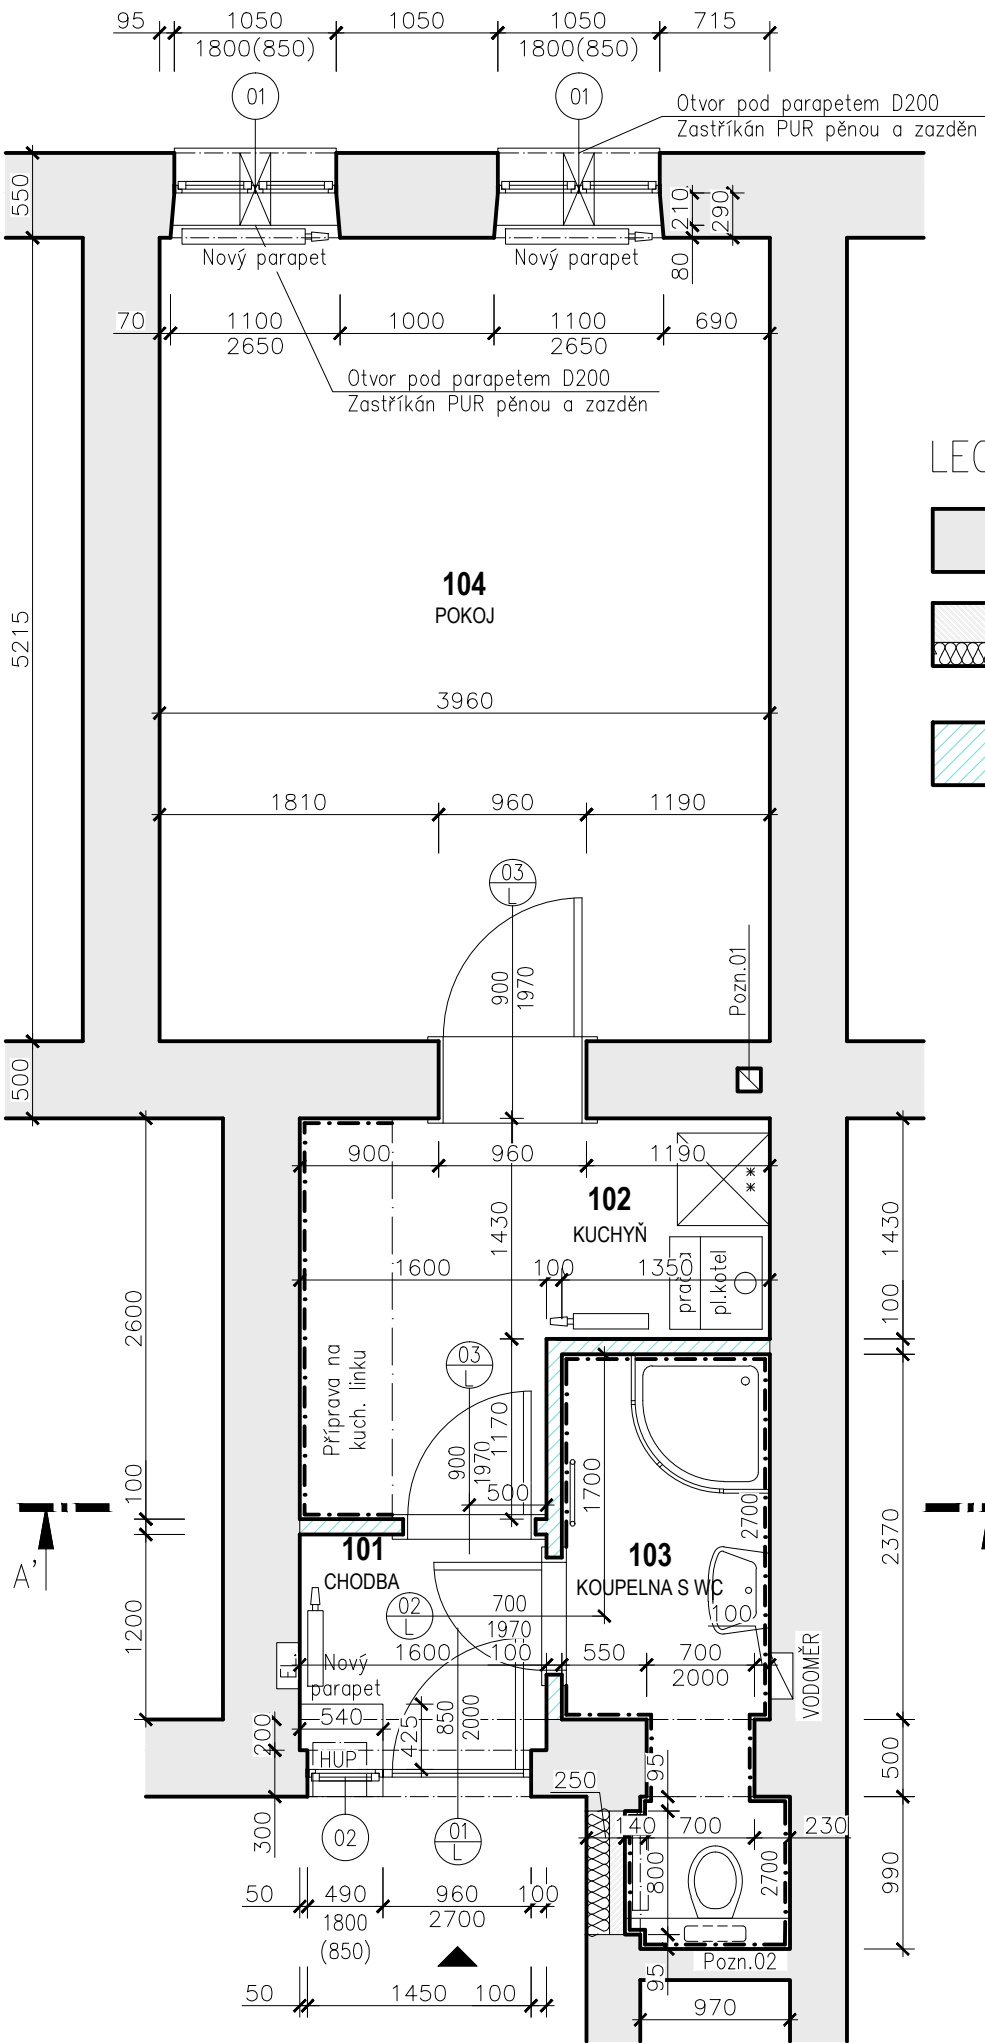 95 1050 1050 1050 715
1800(850) 1800(850)
01 01
Otvor pod parapetem D200
Zastříkán PUR pěnou a zazděn
550
210
290
80
Nový parapet Nový parapet
70 1100 1000 1100 690
2650 2650
Otvor pod parapetem D200
Zastříkán PUR pěnou a zazděn
5215
104
POKOJ
3960
1810 960 1190
03
L
900
1970
Pozn.01
500
900 960 1190
102
KUCHYŇ
1430
1430
1600 100 1350
pračka
pl.kotel
100
2600
Příprava na
kuch. linku
03
L
900
1970
1170
500
1700
2700
2370
100
A'
101
CHODBA
103
KOUPELNA S WC
02
L
700
1970
100
1200
1600 100 550 700
2000
VODOMĚR
Nový
parapet
540
425
850
2000
200
HUP
500
95
250
300
02
01
L
140 700 230
800
2700
990
50 490 960 100
1800 2700
(850)
Pozn.02
95
50 1450 100
970